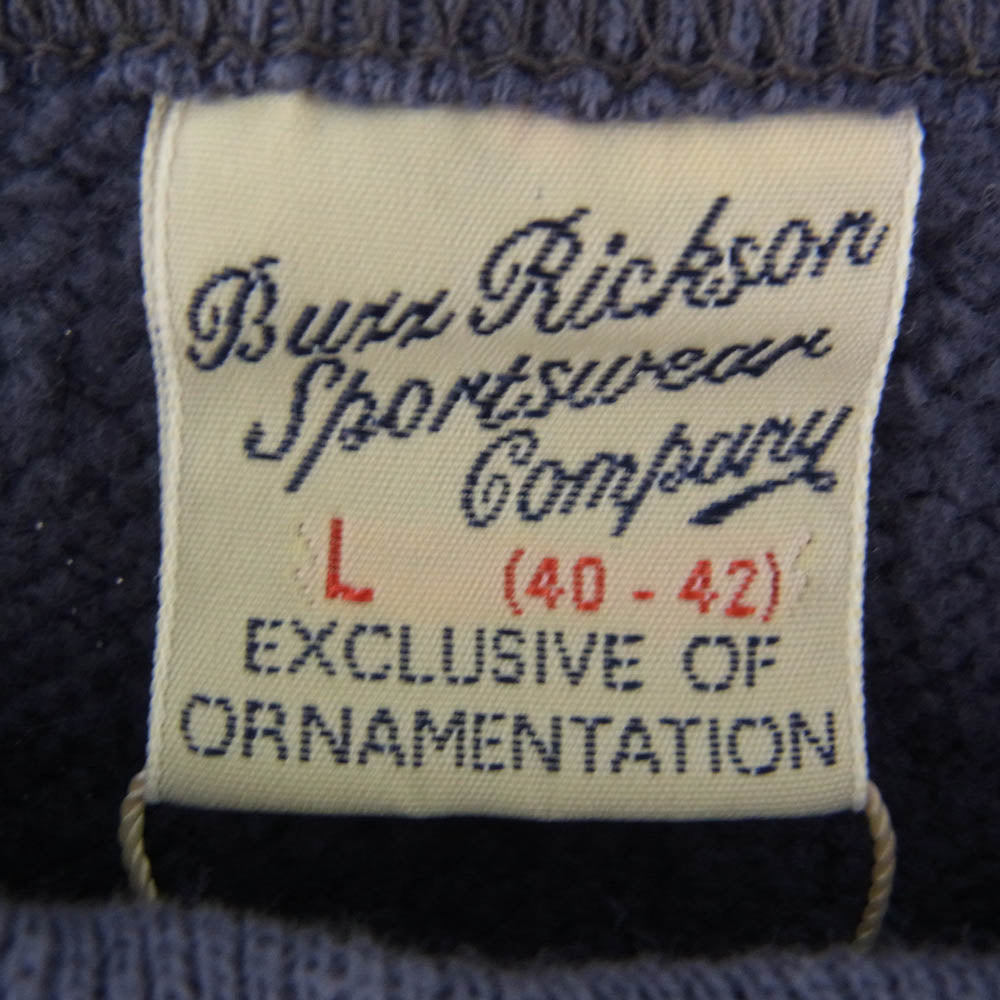 Buzz Rickson
Sportswear
Company
L (40 - 42)
EXCLUSIVE OF
ORNAMENTATION